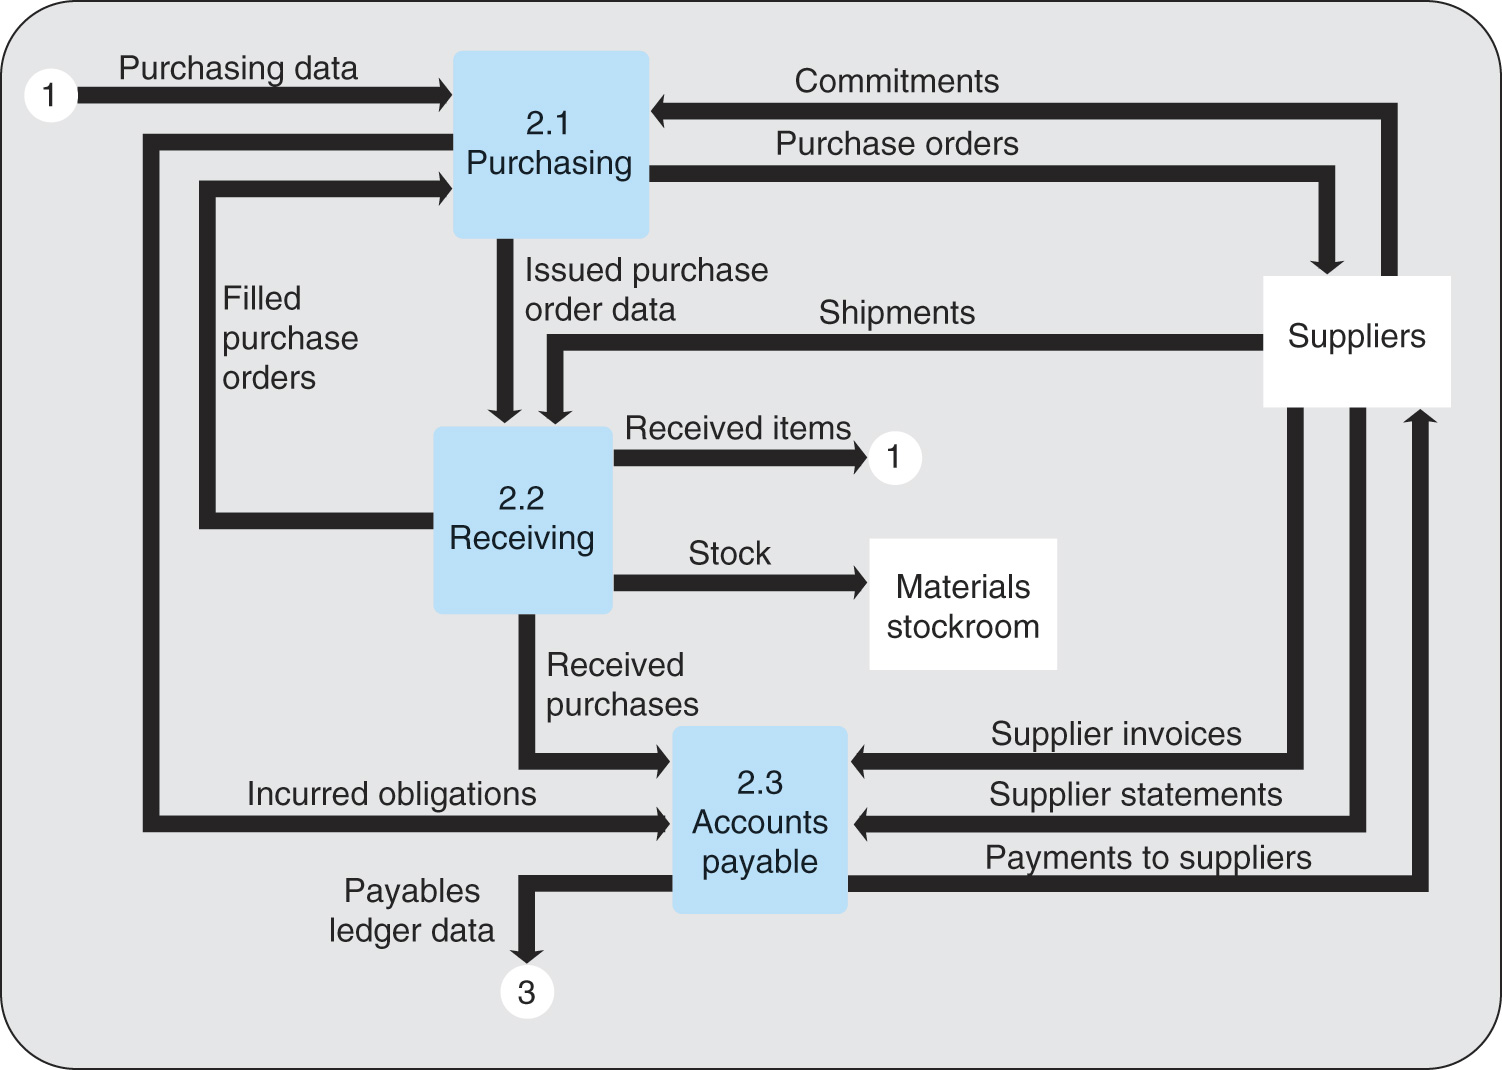 Purchasing data
1
2.1
Purchasing
Commitments
Purchase orders
Issued purchase
order data
Filled
purchase
orders
Shipments
Suppliers
2.2
Receiving
Received items
1
Stock
Materials
stockroom
Received
purchases
Supplier invoices
2.3
Accounts
payable
Incurred obligations
Supplier statements
Payments to suppliers
Payables
ledger data
3